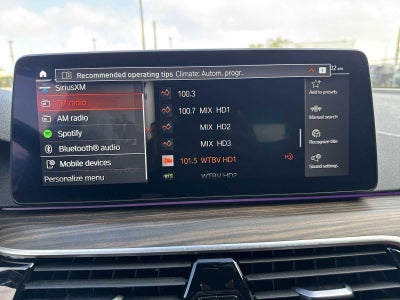 Recommended operating tips Climate: Autom. progr.
SiriusXM
FM radio
AM radio
Spotify
Bluetooth® audio
Mobile devices
Personalize menu
100.3
100.7 MIX HD1
MIX HD2
MIX HD3
101.5 WTBV HD1
WTBV HD2
Add to presets
Manual search
Recognize title
Sound settings